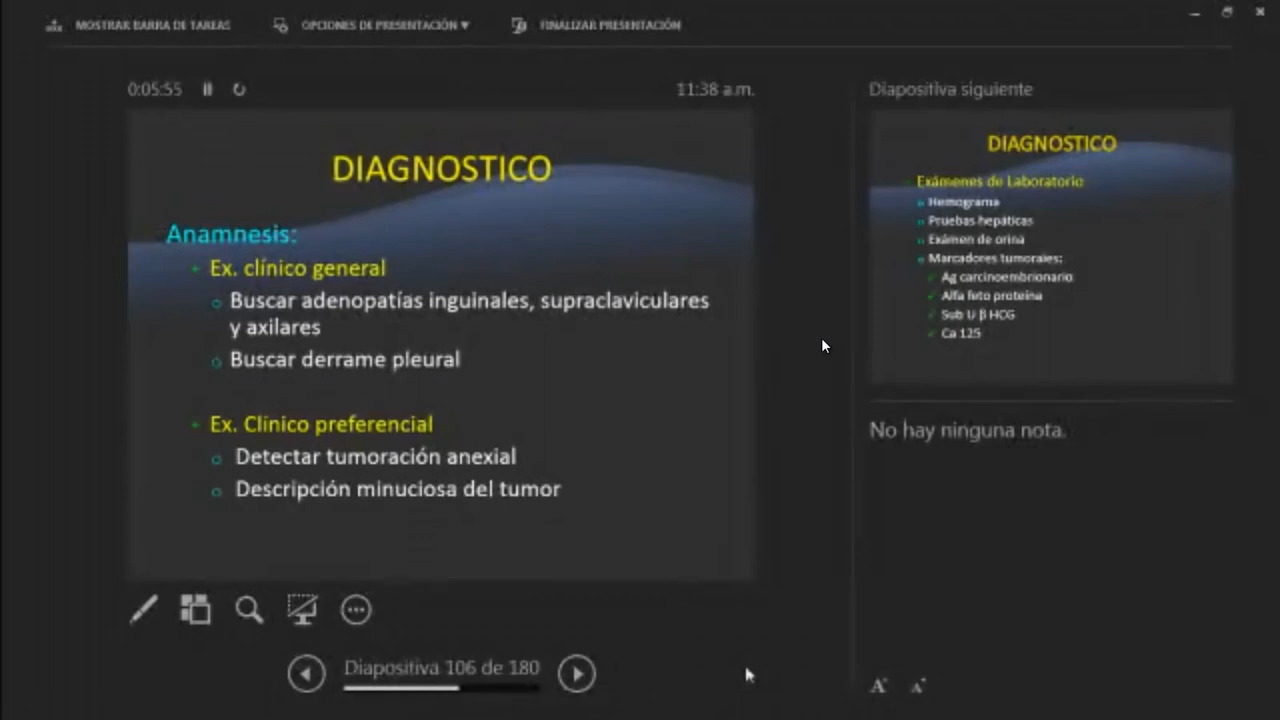 MOSTRAR BARRA DE TAREAS
OPCIONES DE PRESENTACIÓN ▼
FINALIZAR PRESENTACIÓN
0:05:55
11:38 a.m.
DIAGNOSTICO
Anamnesis:
Ex. clínico general
Buscar adenopatías inguinales, supraclaviculares
y axilares
Buscar derrame pleural
Ex. Clínico preferencial
Detectar tumoración anexial
Descripción minuciosa del tumor
Diapositiva 106 de 180
Diapositiva siguiente
DIAGNOSTICO
Exámenes de Laboratorio
Hemograma
Pruebas hepáticas
Exámen de orina
Marcadores tumorales:
Ag carcinoembrionario
Alfa feto proteina
Sub U β HCG
Ca 125
No hay ninguna nota.
A A